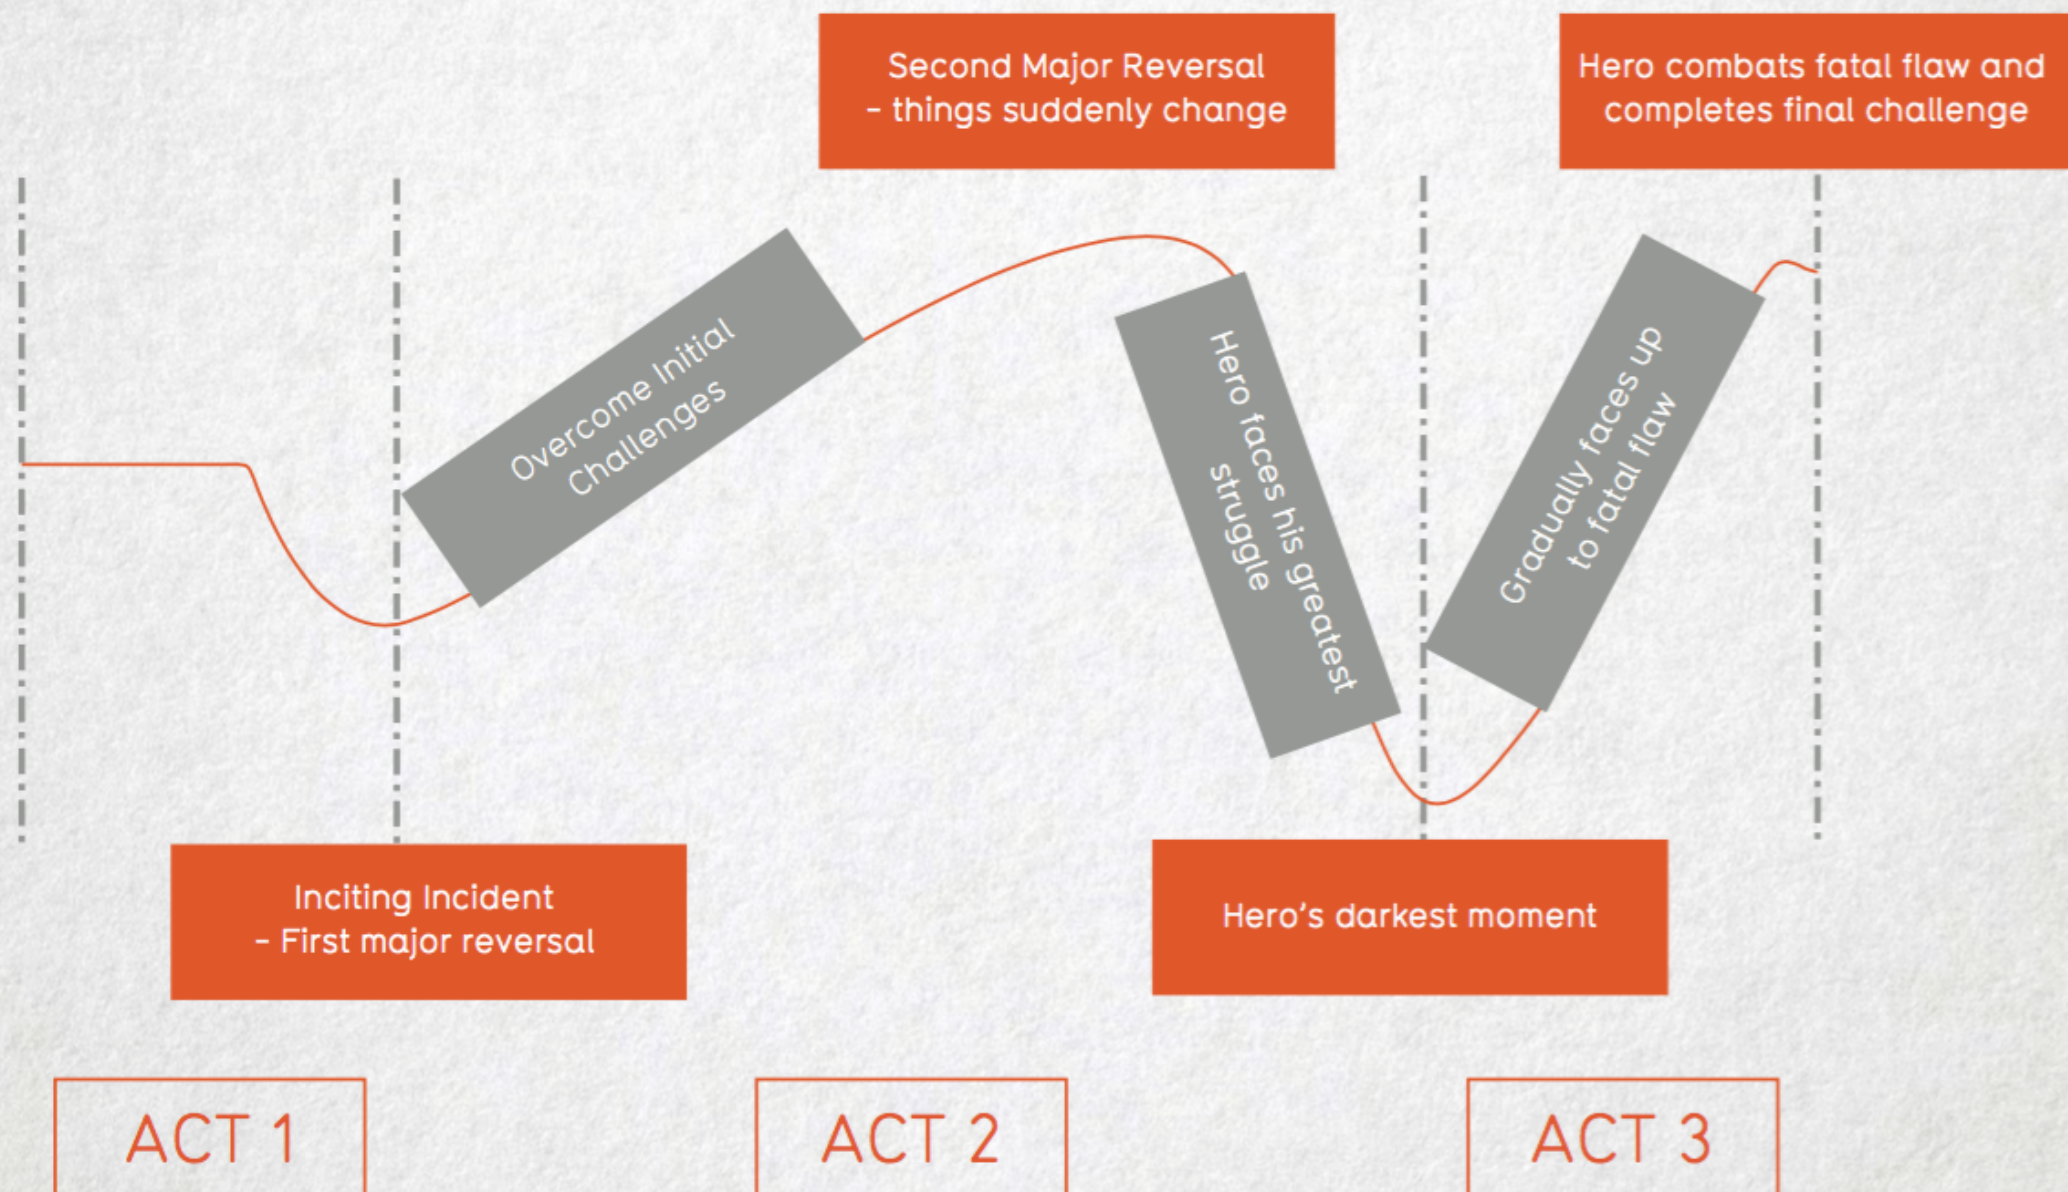 Second Major Reversal
- things suddenly change
Hero combats fatal flaw and
completes final challenge
Overcome Initial
Challenges
Hero faces his greatest
struggle
Gradually faces up
to fatal flaw
Inciting Incident
- First major reversal
Hero’s darkest moment
ACT 1
ACT 2
ACT 3